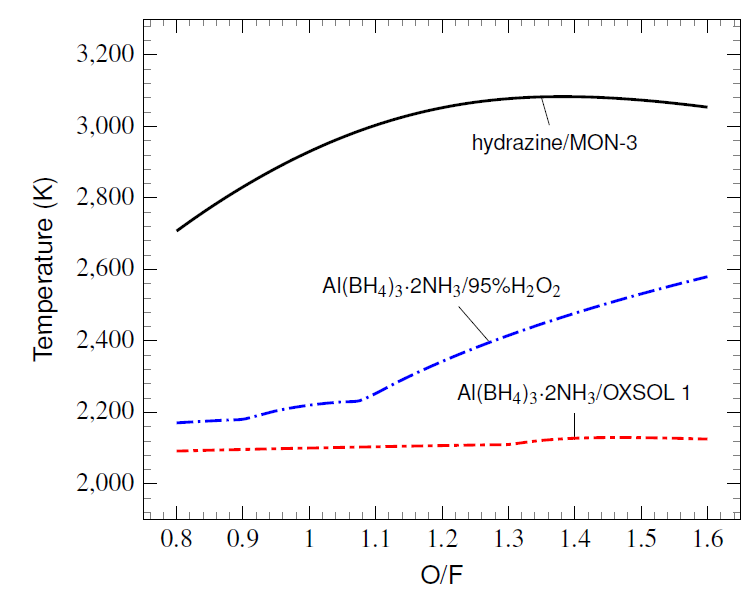 3,200
3,000
hydrazine/MON-3
2,800
Temperature (K)
2,600
Al(BH₄)₃·2NH₃/95%H₂O₂
2,400
Al(BH₄)₃·2NH₃/OXSOL 1
2,200
2,000
0.8 0.9 1 1.1 1.2 1.3 1.4 1.5 1.6
O/F